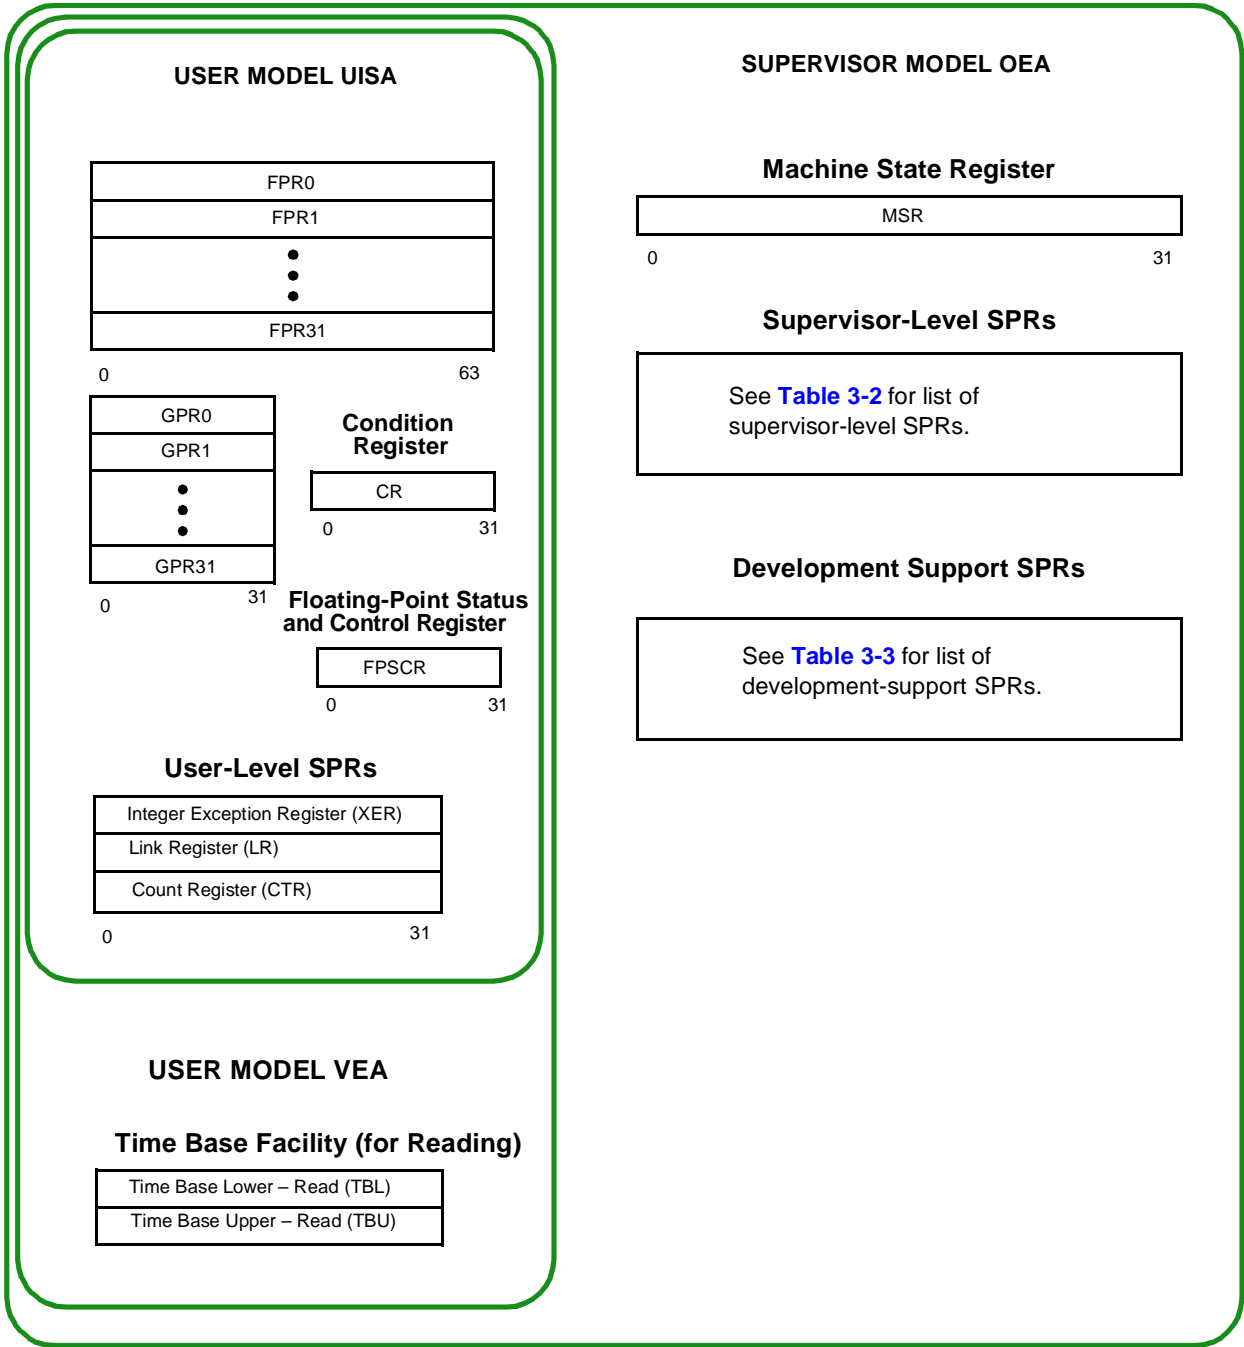 USER MODEL UISA
FPR0
FPR1
FPR31
0 63
GPR0
GPR1
GPR31
0 31
Condition
Register
CR
0 31
Floating-Point Status
and Control Register
FPSCR
0 31
User-Level SPRs
Integer Exception Register (XER)
Link Register (LR)
Count Register (CTR)
0 31
USER MODEL VEA
Time Base Facility (for Reading)
Time Base Lower – Read (TBL)
Time Base Upper – Read (TBU)
SUPERVISOR MODEL OEA
Machine State Register
MSR
0 31
Supervisor-Level SPRs
See Table 3-2 for list of
supervisor-level SPRs.
Development Support SPRs
See Table 3-3 for list of
development-support SPRs.